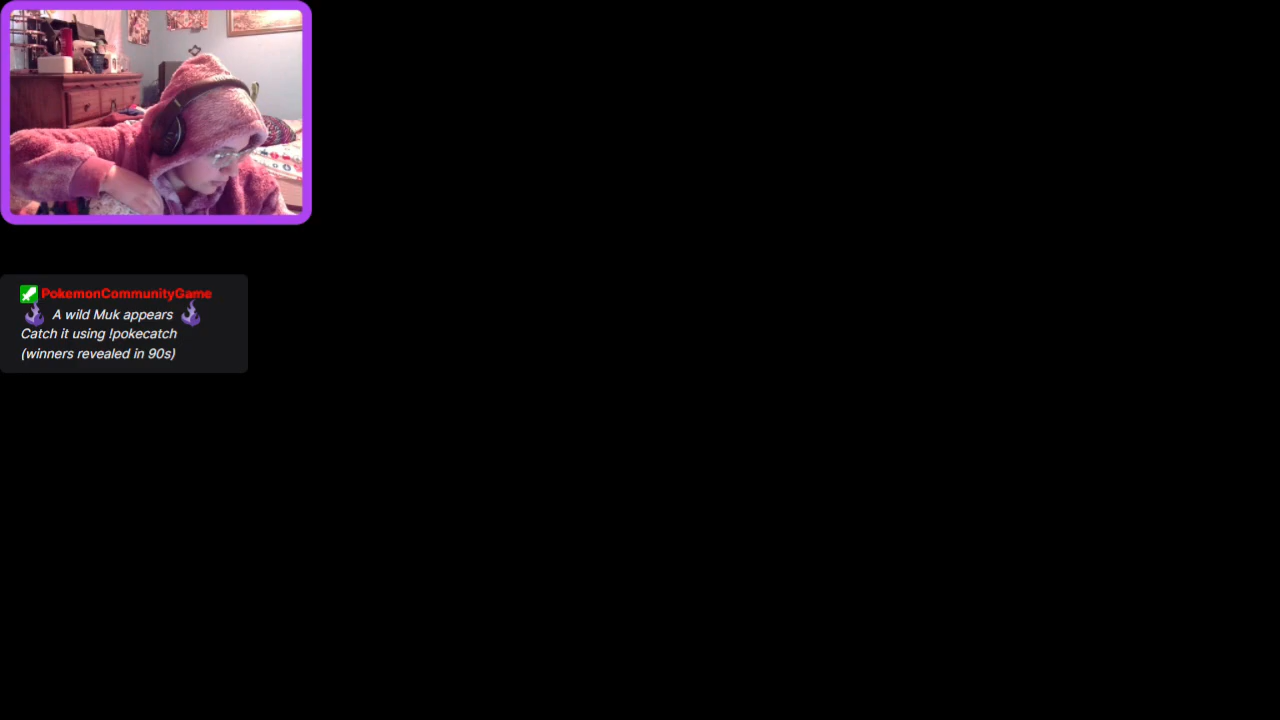 PokemonCommunityGame
A wild Muk appears
Catch it using !pokecatch
(winners revealed in 90s)